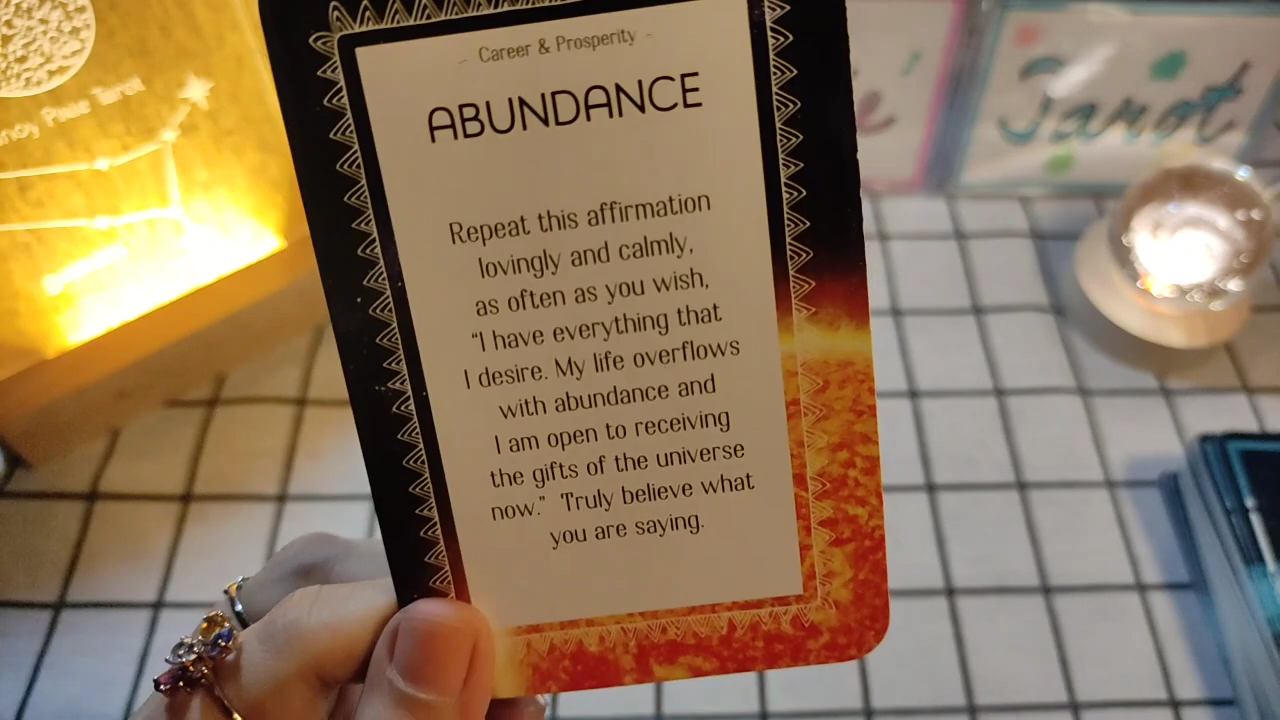 - Career & Prosperity -
ABUNDANCE
Repeat this affirmation
lovingly and calmly,
as often as you wish,
"I have everything that
I desire. My life overflows
with abundance and
I am open to receiving
the gifts of the universe
now." Truly believe what
you are saying.
Pixie Tarot
Tarot